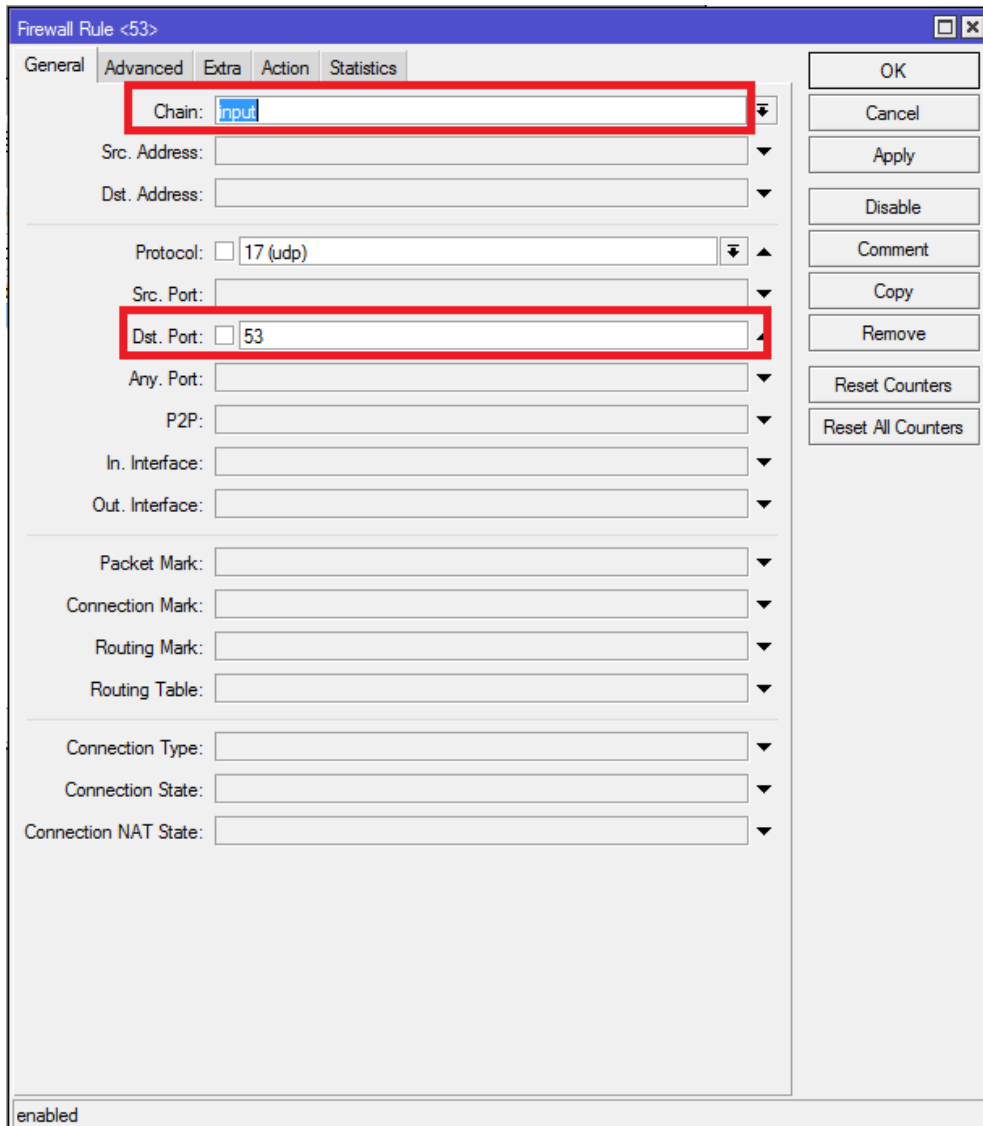 Firewall Rule <53>
General Advanced Extra Action Statistics
Chain: input
Src. Address:
Dst. Address:
Protocol: 17 (udp)
Src. Port:
Dst. Port: 53
Any. Port:
P2P:
In. Interface:
Out. Interface:
Packet Mark:
Connection Mark:
Routing Mark:
Routing Table:
Connection Type:
Connection State:
Connection NAT State:
OK
Cancel
Apply
Disable
Comment
Copy
Remove
Reset Counters
Reset All Counters
enabled